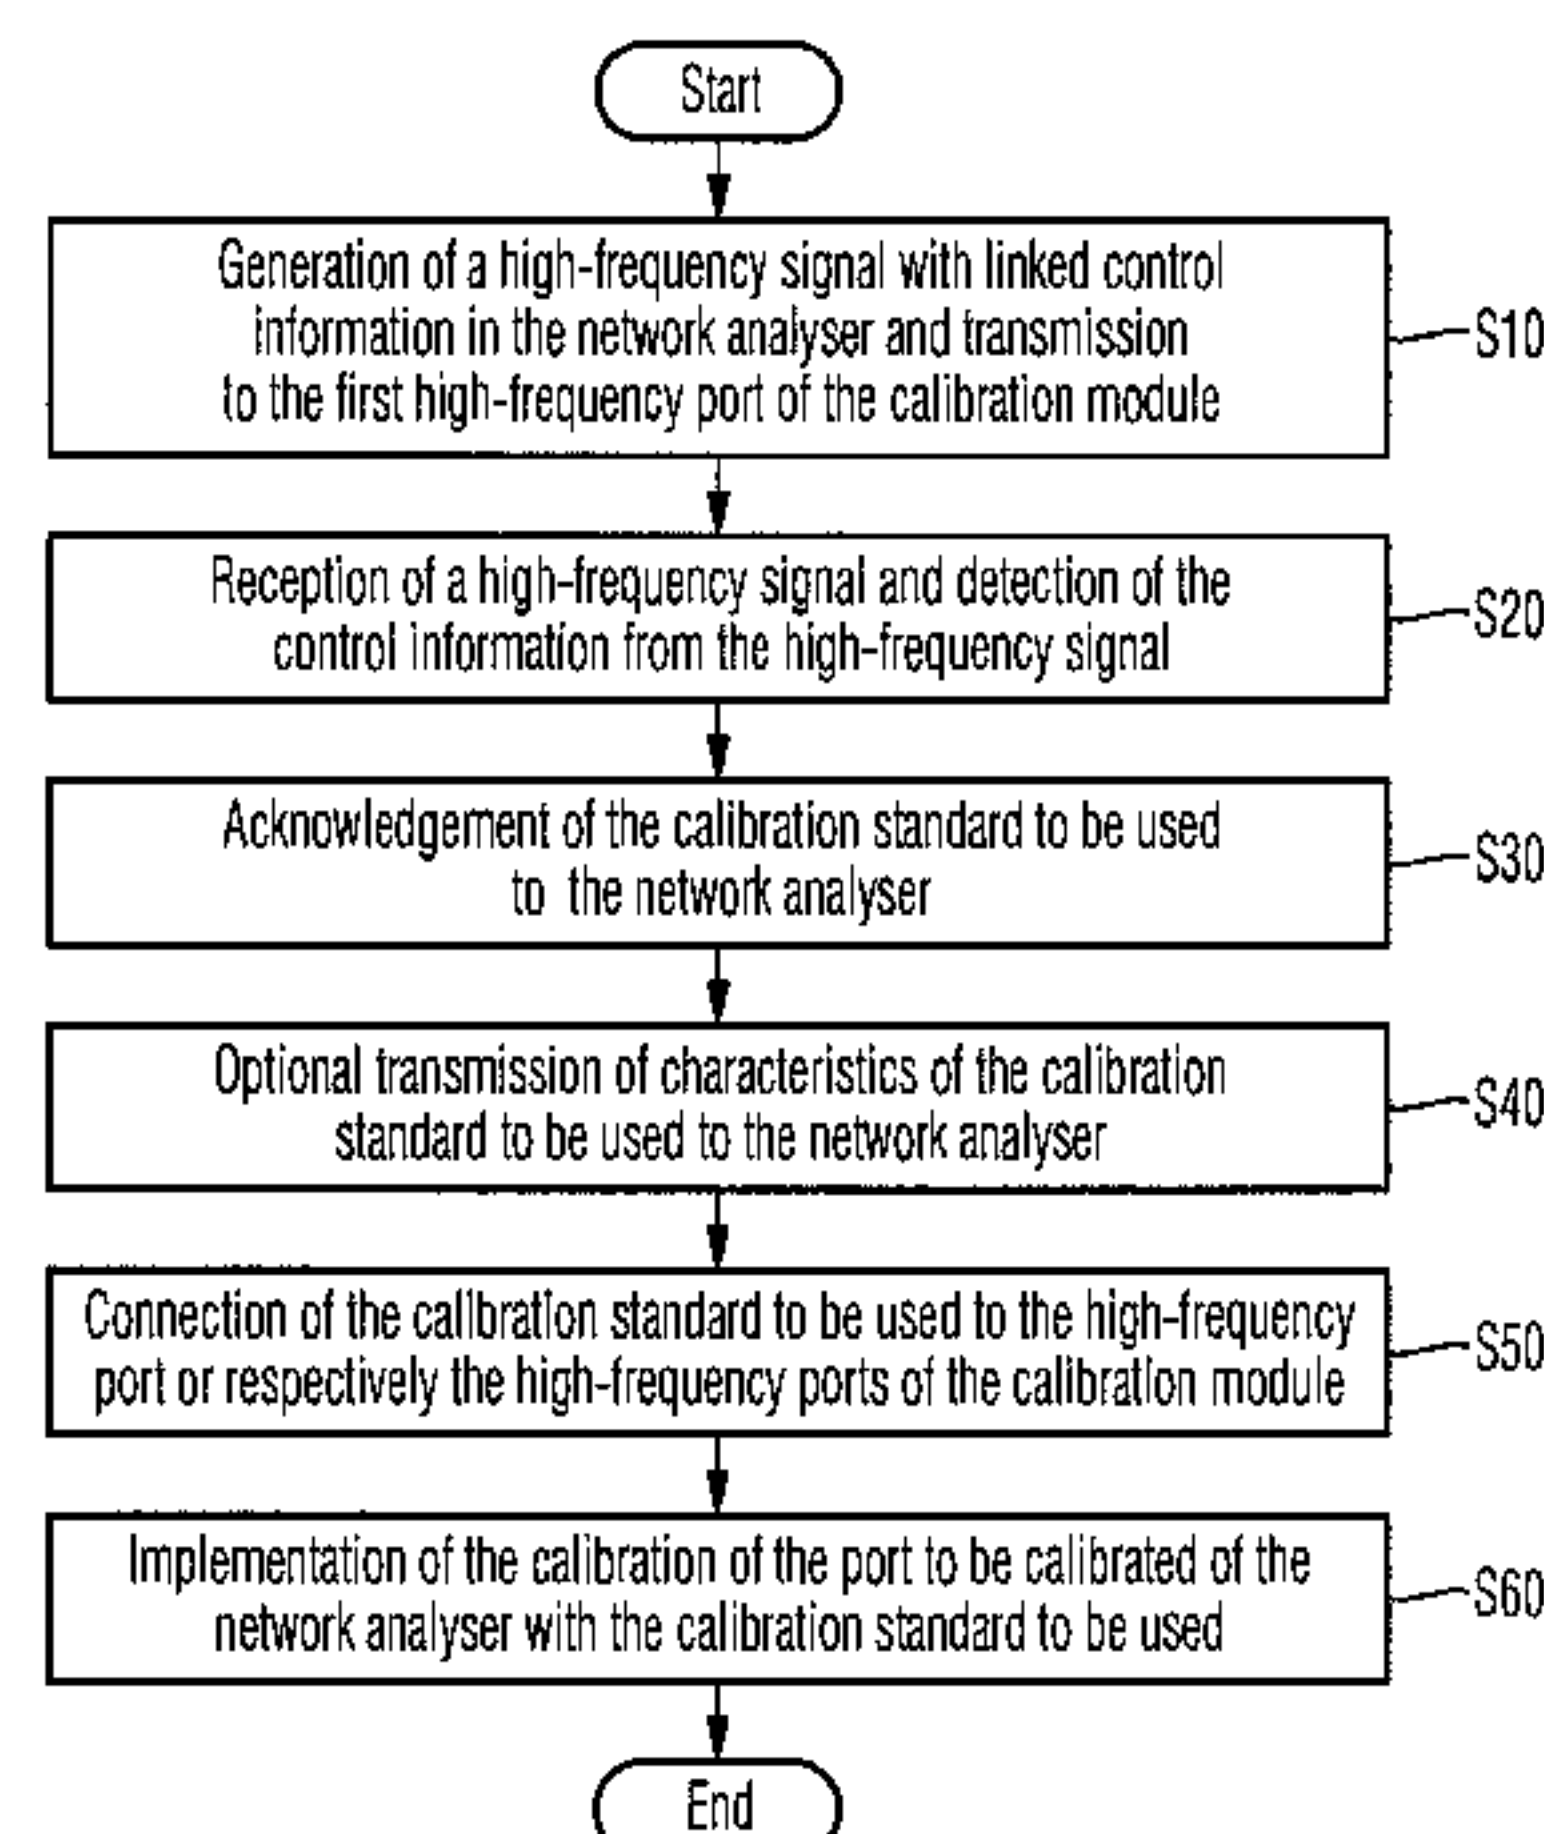 Start
Generation of a high-frequency signal with linked control
information in the network analyser and transmission
to the first high-frequency port of the calibration module
S10
Reception of a high-frequency signal and detection of the
control information from the high-frequency signal
S20
Acknowledgement of the calibration standard to be used
to the network analyser
S30
Optional transmission of characteristics of the calibration
standard to be used to the network analyser
S40
Connection of the calibration standard to be used to the high-frequency
port or respectively the high-frequency ports of the calibration module
S50
Implementation of the calibration of the port to be calibrated of the
network analyser with the calibration standard to be used
S60
End